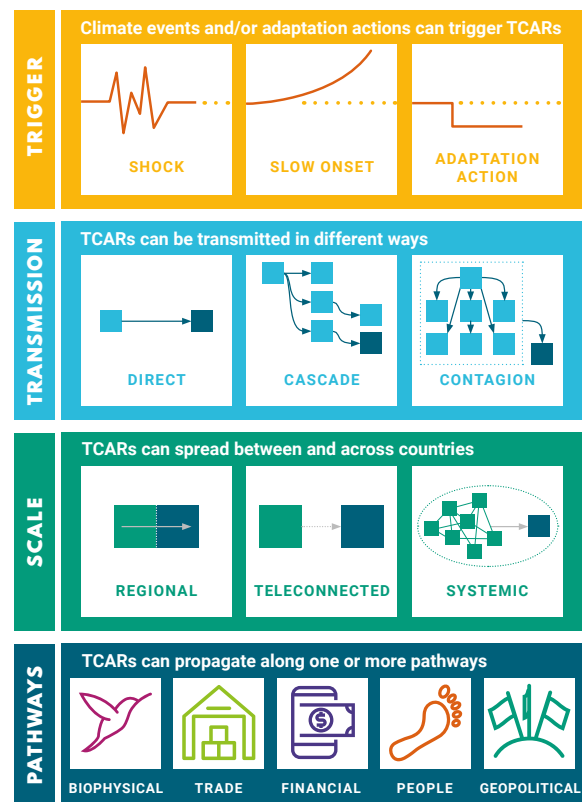 TRIGGER
Climate events and/or adaptation actions can trigger TCARs
SHOCK
SLOW ONSET
ADAPTATION
ACTION
TRANSMISSION
TCARs can be transmitted in different ways
DIRECT
CASCADE
CONTAGION
SCALE
TCARs can spread between and across countries
REGIONAL
TELECONNECTED
SYSTEMIC
PATHWAYS
TCARs can propagate along one or more pathways
$
BIOPHYSICAL
TRADE
FINANCIAL
PEOPLE
GEOPOLITICAL